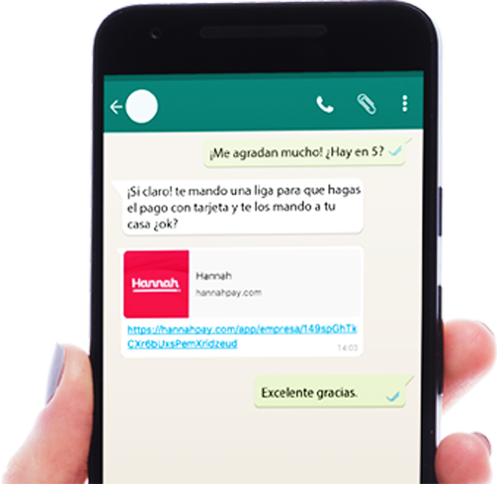 ¡Me agradan mucho! ¿Hay en 5?
¡Si claro! te mando una liga para que hagas
el pago con tarjeta y te los mando a tu
casa ¿ok?
Hannah
Hannah
hannahpay.com
https://hannahpay.com/app/empresa/149spGhTk
CXr6bUxsPemXridzeud
14:03
Excelente gracias.